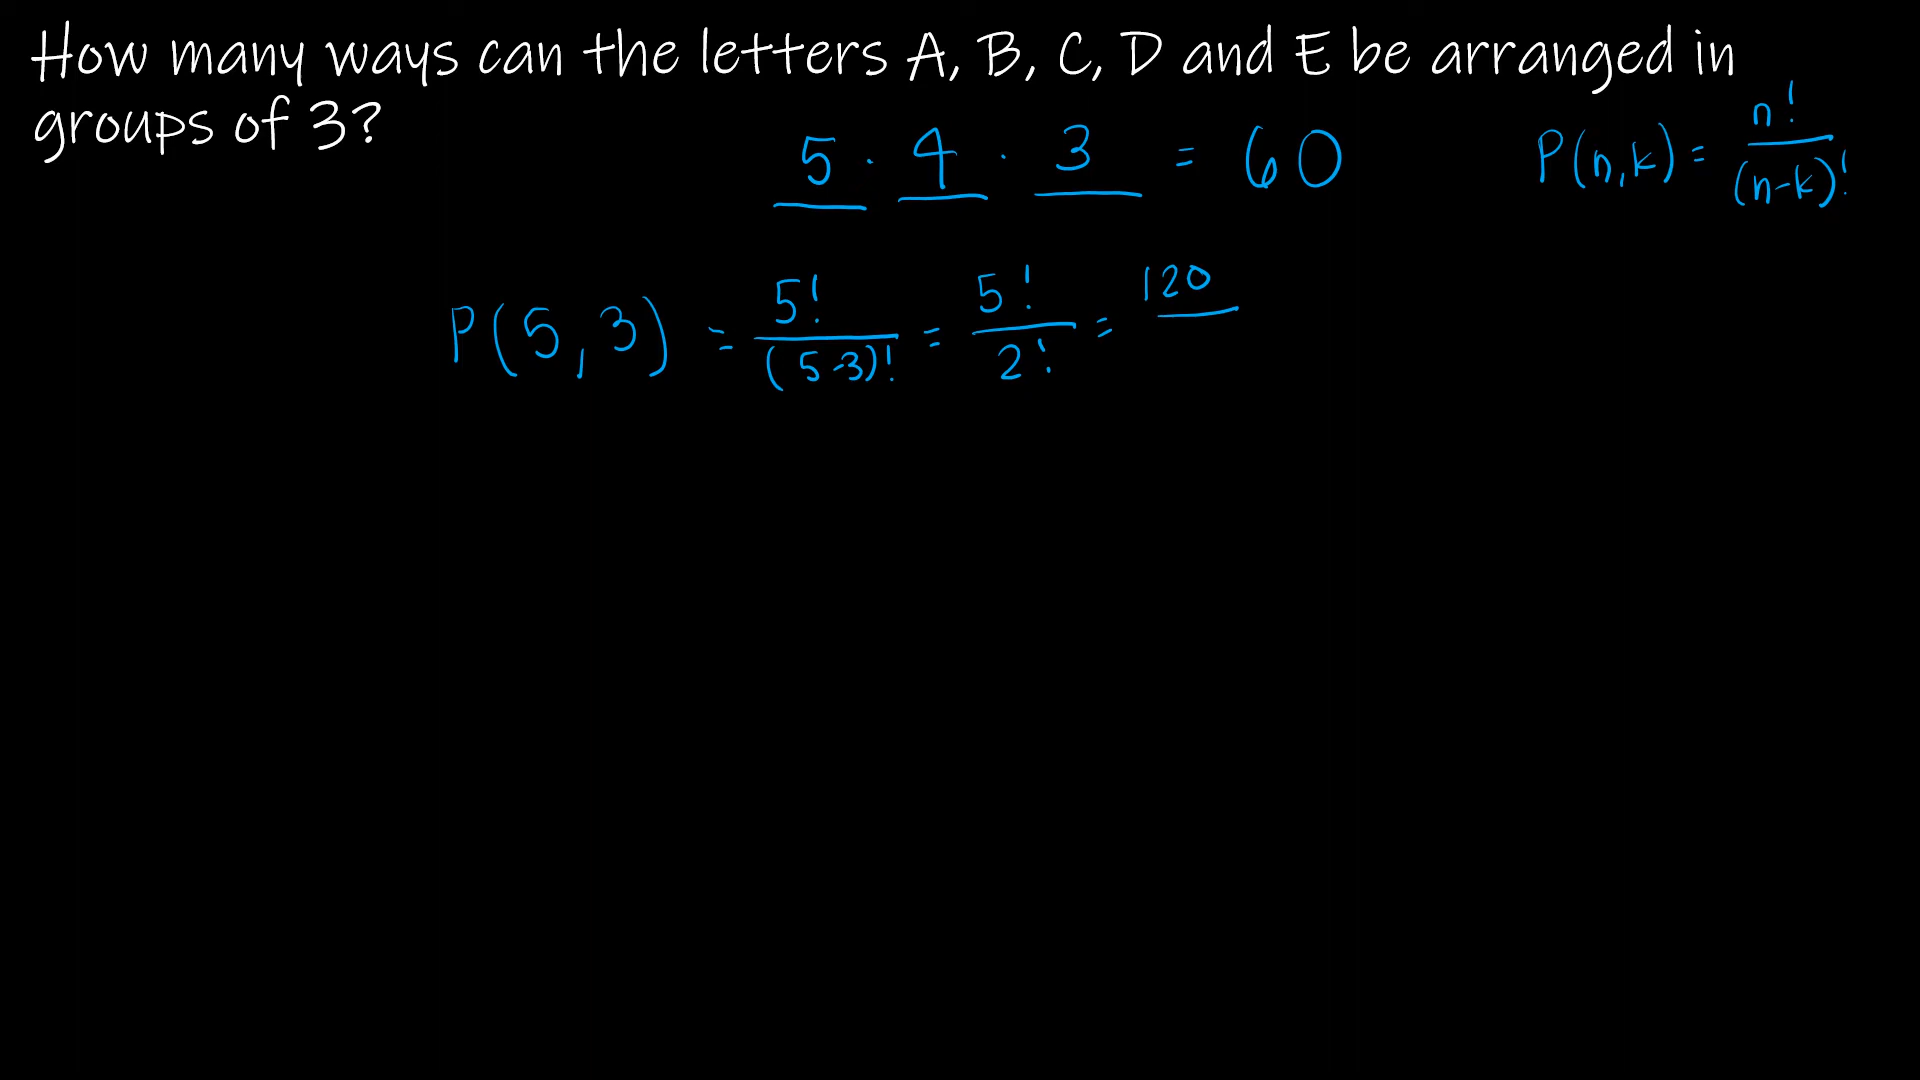 How many ways can the letters A, B, C, D and E be arranged in
groups of 3?
5 · 4 · 3 = 60
P(n,k) = n! / (n-k)!
P(5,3) = 5! / (5-3)! = 5! / 2! = 120